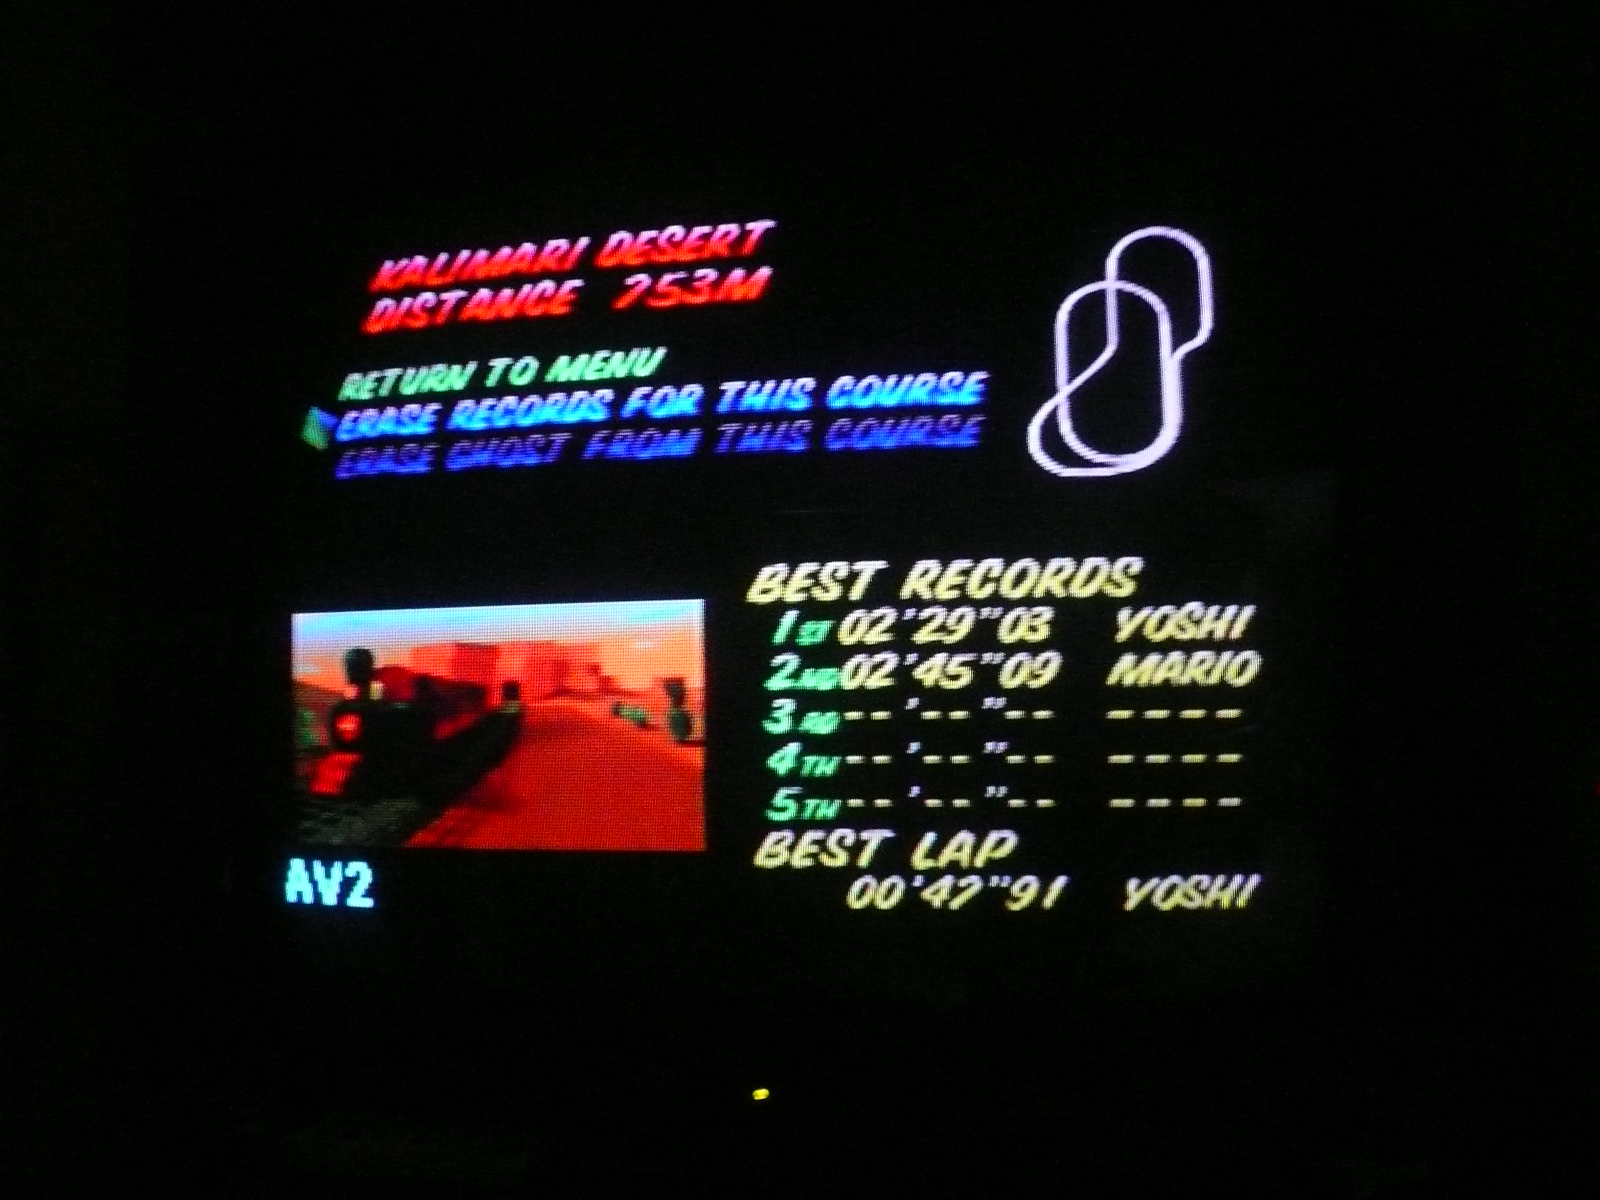 KALIMARI DESERT
DISTANCE 753M
RETURN TO MENU
ERASE RECORDS FOR THIS COURSE
ERASE GHOST FROM THIS COURSE
BEST RECORDS
1ST 02'29"03 YOSHI
2ND 02'45"09 MARIO
3RD --'--"-- ----
4TH --'--"-- ----
5TH --'--"-- ----
BEST LAP
00'47"91 YOSHI
AV2